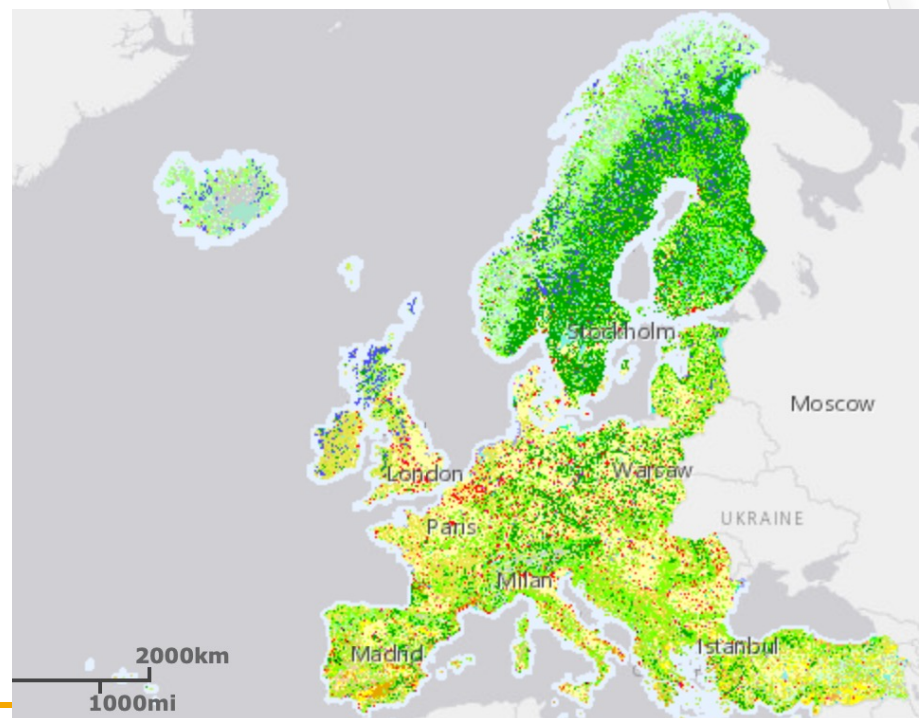 Stockholm
Moscow
London
Warsaw
UKRAINE
Paris
Milan
Istanbul
Madrid
2000km
1000mi